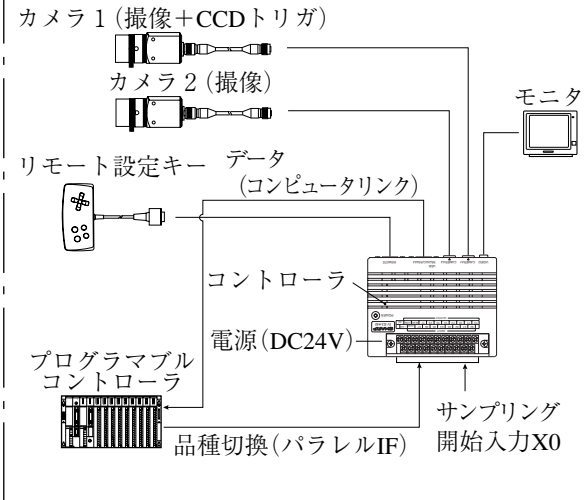 カメラ1(撮像+CCDトリガ)
カメラ2(撮像)
モニタ
リモート設定キー
データ
(コンピュータリンク)
コントローラ
電源(DC24V)
プログラマブル
コントローラ
品種切換(パラレルIF)
サンプリング
開始入力X0